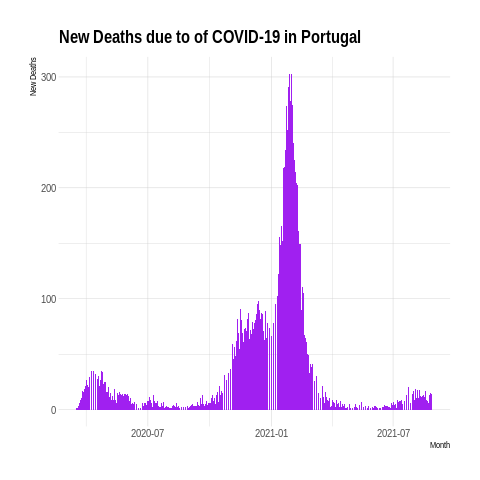 New Deaths due to of COVID-19 in Portugal
New Deaths
300
200
100
0
2020-07
2021-01
2021-07
Month